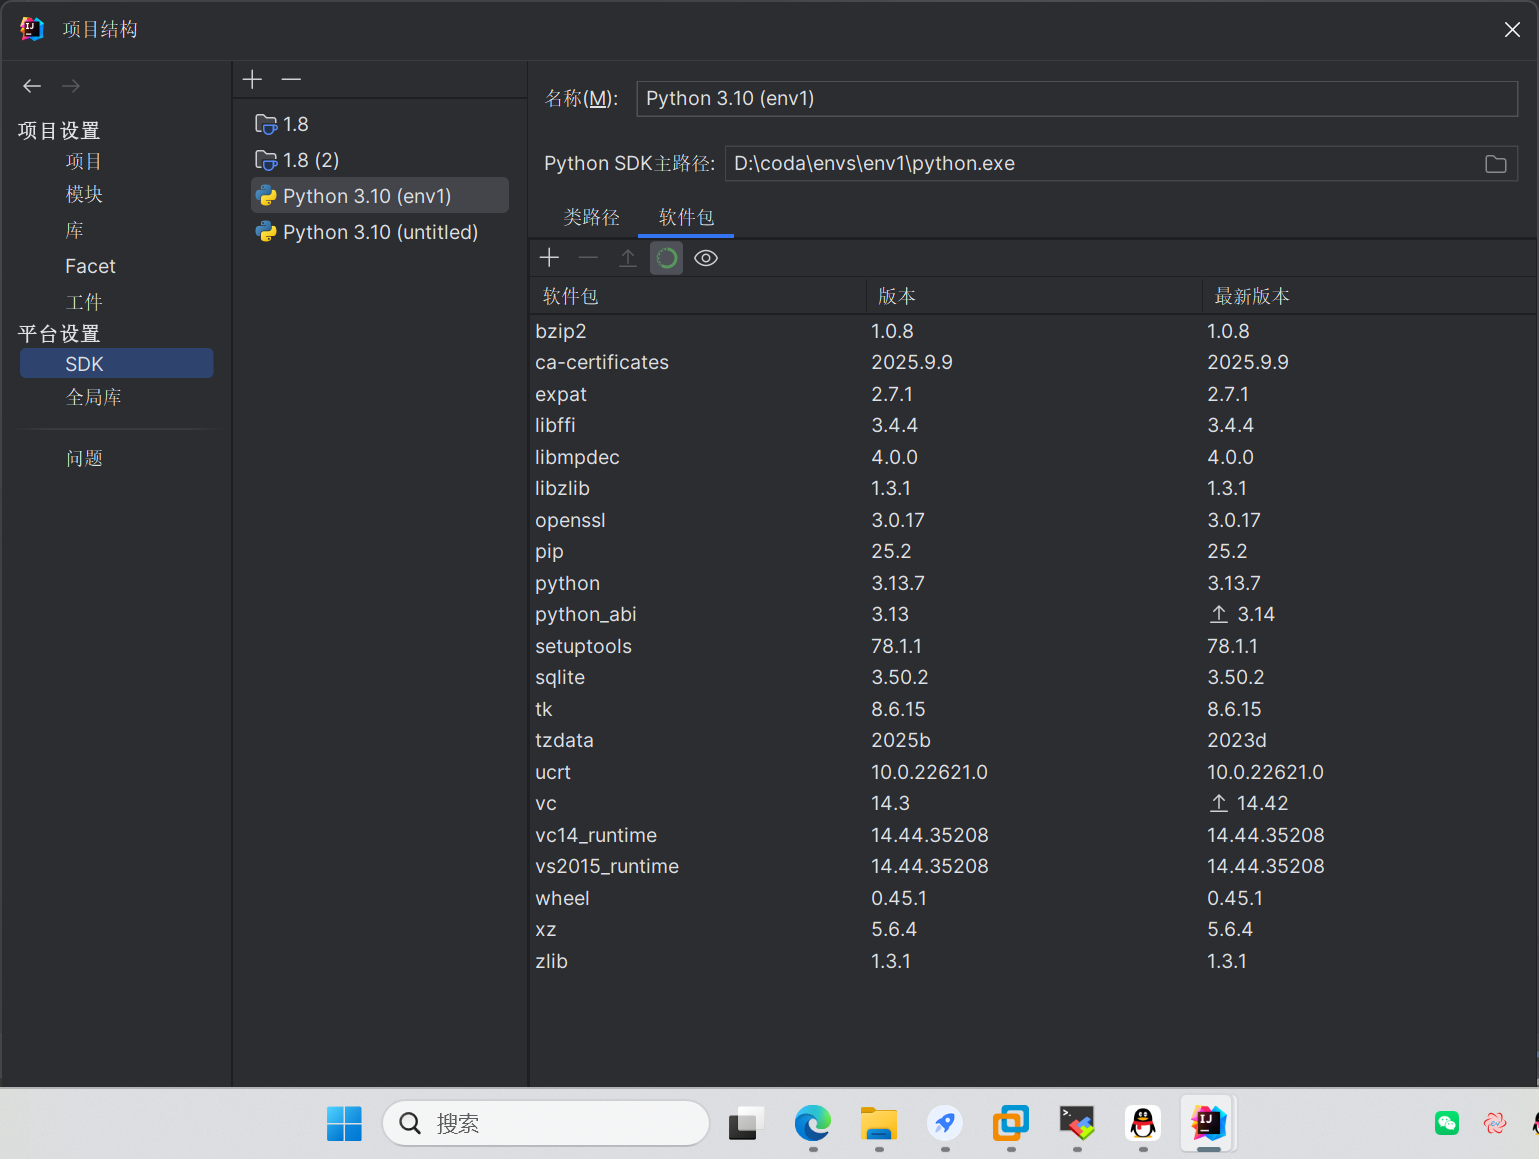 项目结构
项目设置
项目
模块
库
Facet
工件
平台设置
SDK
全局库
问题
1.8
1.8 (2)
Python 3.10 (env1)
Python 3.10 (untitled)
名称(M): Python 3.10 (env1)
Python SDK主路径: D:\coda\envs\env1\python.exe
类路径 软件包
软件包 版本 最新版本
bzip2 1.0.8 1.0.8
ca-certificates 2025.9.9 2025.9.9
expat 2.7.1 2.7.1
libffi 3.4.4 3.4.4
libmpdec 4.0.0 4.0.0
libzlib 1.3.1 1.3.1
openssl 3.0.17 3.0.17
pip 25.2 25.2
python 3.13.7 3.13.7
python_abi 3.13 3.14
setuptools 78.1.1 78.1.1
sqlite 3.50.2 3.50.2
tk 8.6.15 8.6.15
tzdata 2025b 2023d
ucrt 10.0.22621.0 10.0.22621.0
vc 14.3 14.42
vc14_runtime 14.44.35208 14.44.35208
vs2015_runtime 14.44.35208 14.44.35208
wheel 0.45.1 0.45.1
xz 5.6.4 5.6.4
zlib 1.3.1 1.3.1
搜索